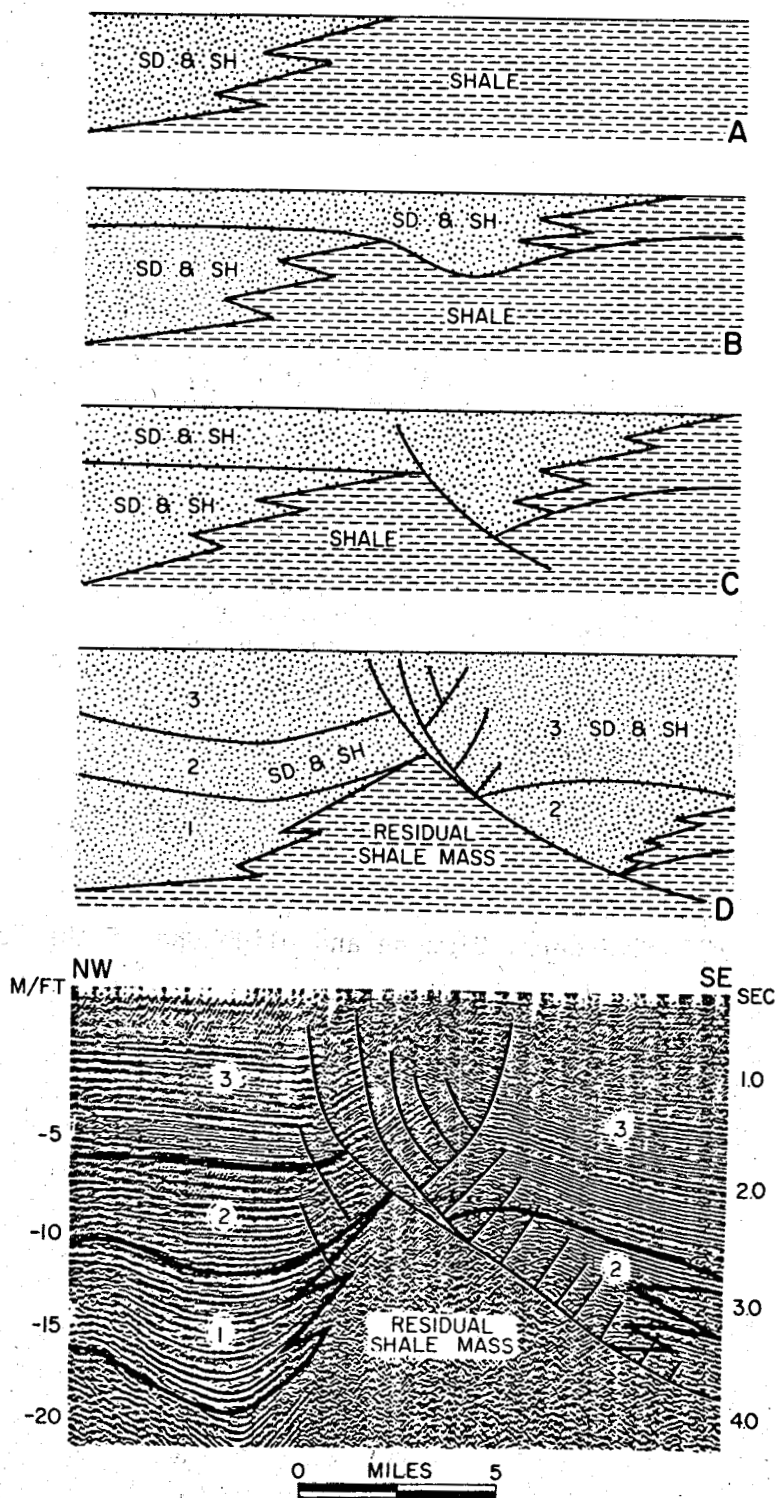 SD & SH
SHALE
A
SD & SH
SD & SH
SHALE
B
SD & SH
SD & SH
SHALE
C
3
3 SD & SH
2 SD & SH
2
1
RESIDUAL
SHALE MASS
D
NW
SE
M/FT
SEC
3
1.0
-5
3
2.0
2
-10
2
3.0
-15
1
RESIDUAL
SHALE MASS
-20
4.0
0 MILES 5